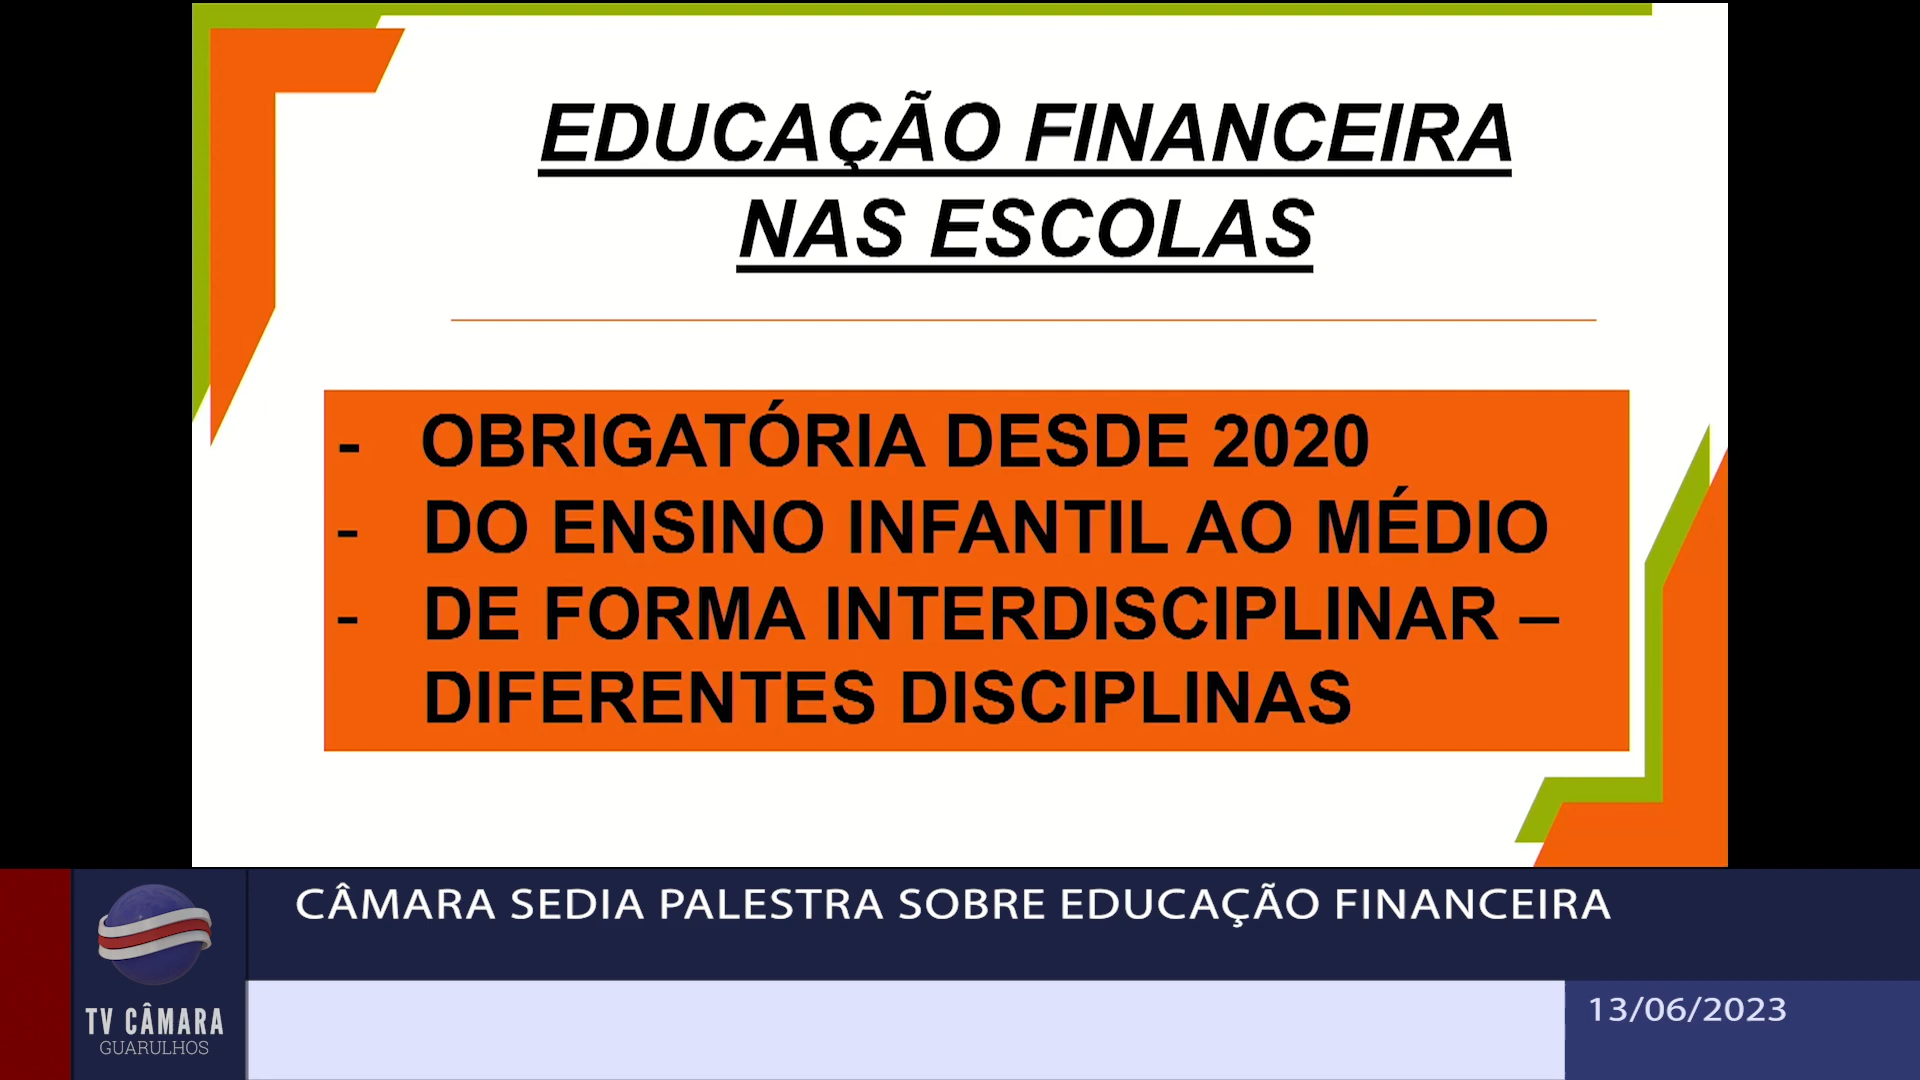 EDUCAÇÃO FINANCEIRA
NAS ESCOLAS
- OBRIGATÓRIA DESDE 2020
- DO ENSINO INFANTIL AO MÉDIO
- DE FORMA INTERDISCIPLINAR –
DIFERENTES DISCIPLINAS
CÂMARA SEDIA PALESTRA SOBRE EDUCAÇÃO FINANCEIRA
TV CÂMARA
GUARULHOS
13/06/2023